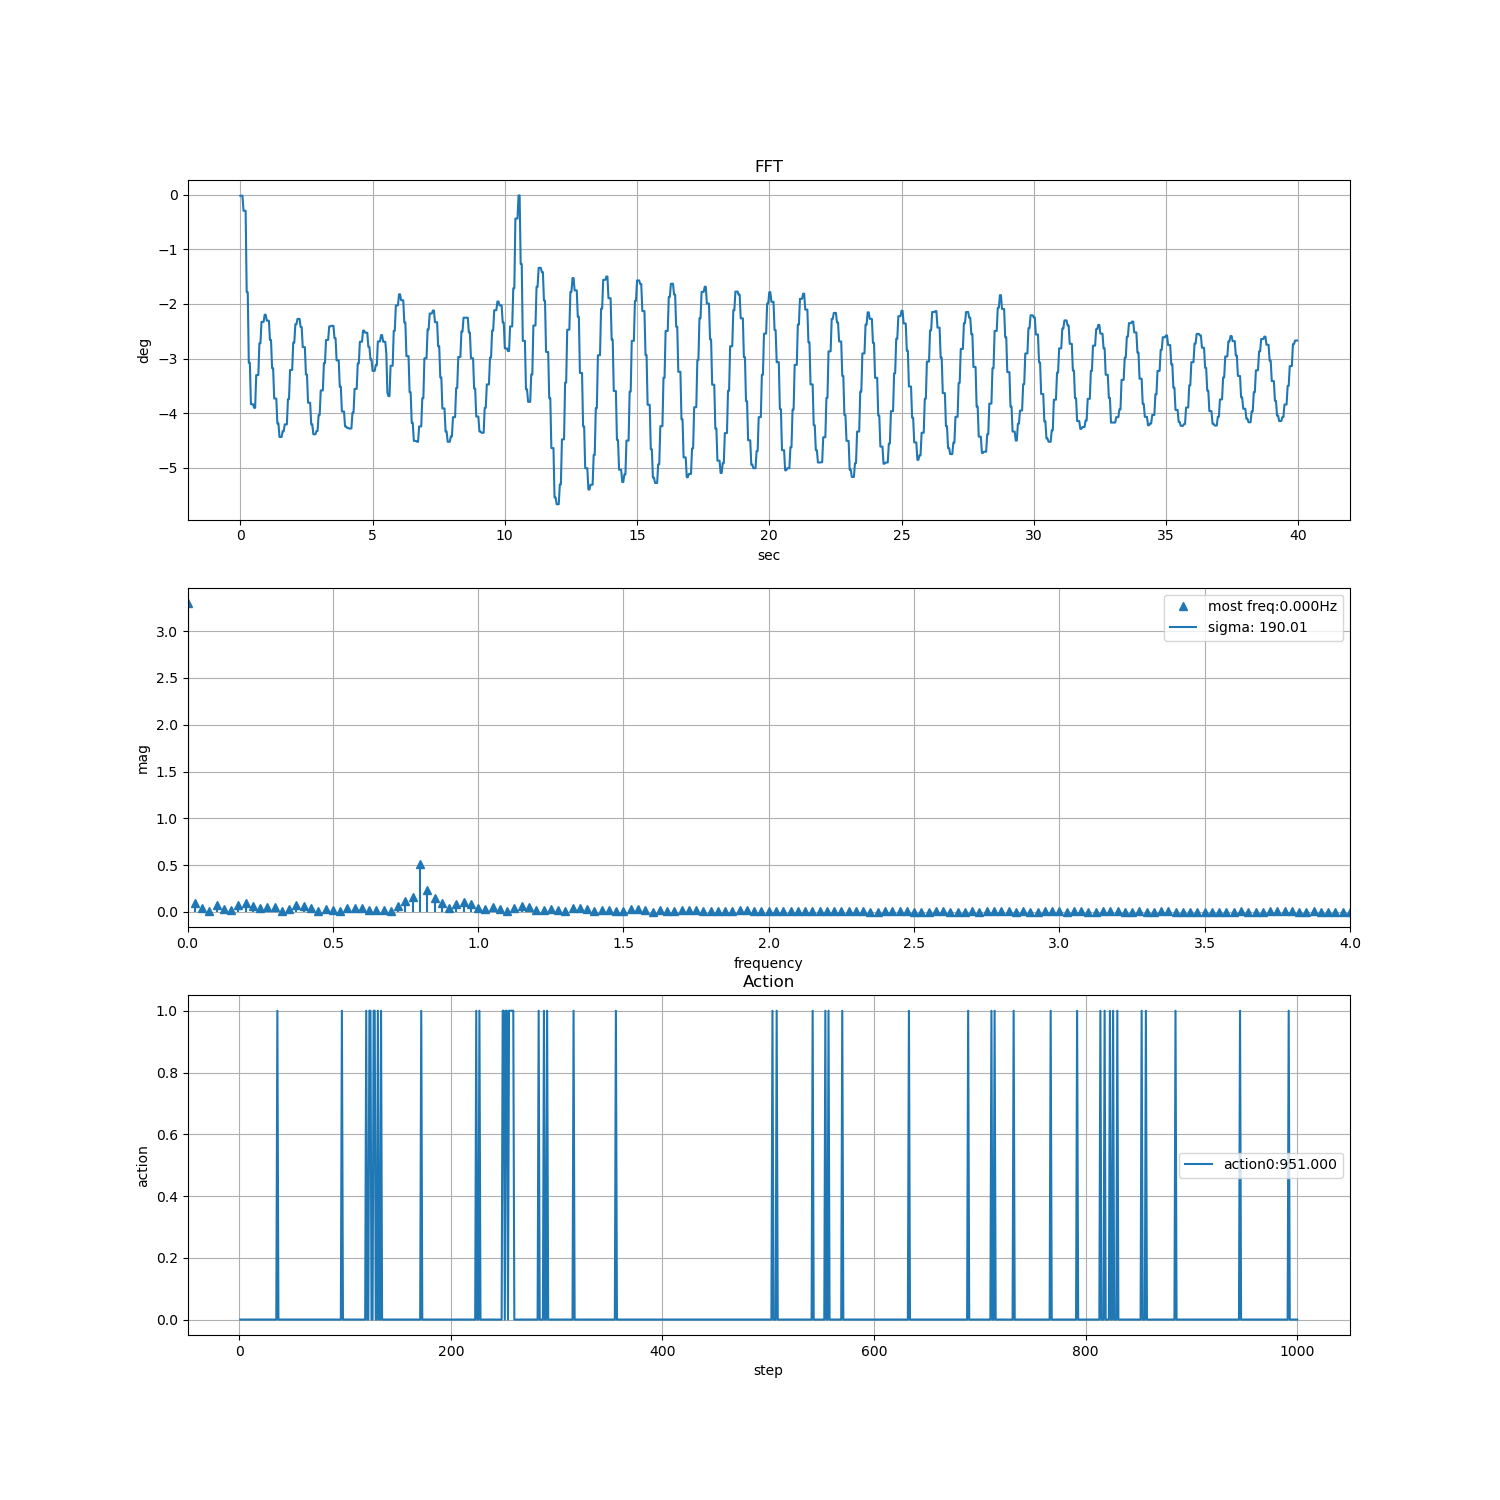 FFT
0
−1
−2
−3
−4
−5
deg
0 5 10 15 20 25 30 35 40
sec
most freq:0.000Hz
sigma: 190.01
3.0
2.5
2.0
1.5
1.0
0.5
0.0
mag
0.0 0.5 1.0 1.5 2.0 2.5 3.0 3.5 4.0
frequency
Action
1.0
0.8
0.6
0.4
0.2
0.0
action
action0:951.000
0 200 400 600 800 1000
step